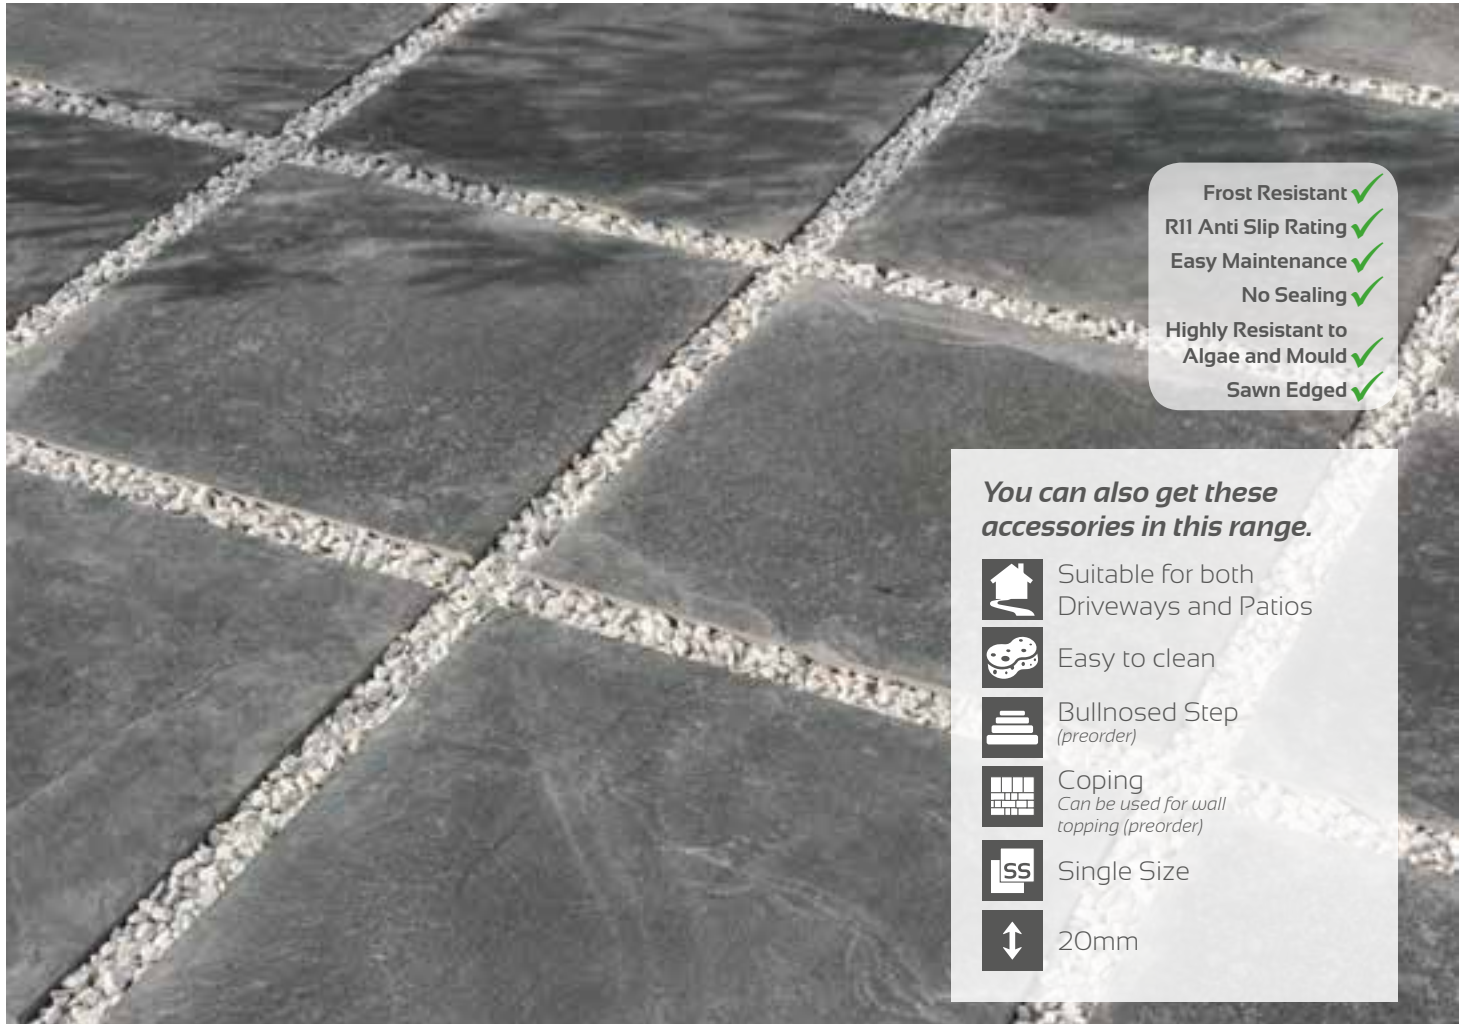 Frost Resistant
R11 Anti Slip Rating
Easy Maintenance
No Sealing
Highly Resistant to
Algae and Mould
Sawn Edged
You can also get these
accessories in this range.
Suitable for both
Driveways and Patios
Easy to clean
Bullnosed Step
(preorder)
Coping
Can be used for wall
topping (preorder)
SS
Single Size
20mm